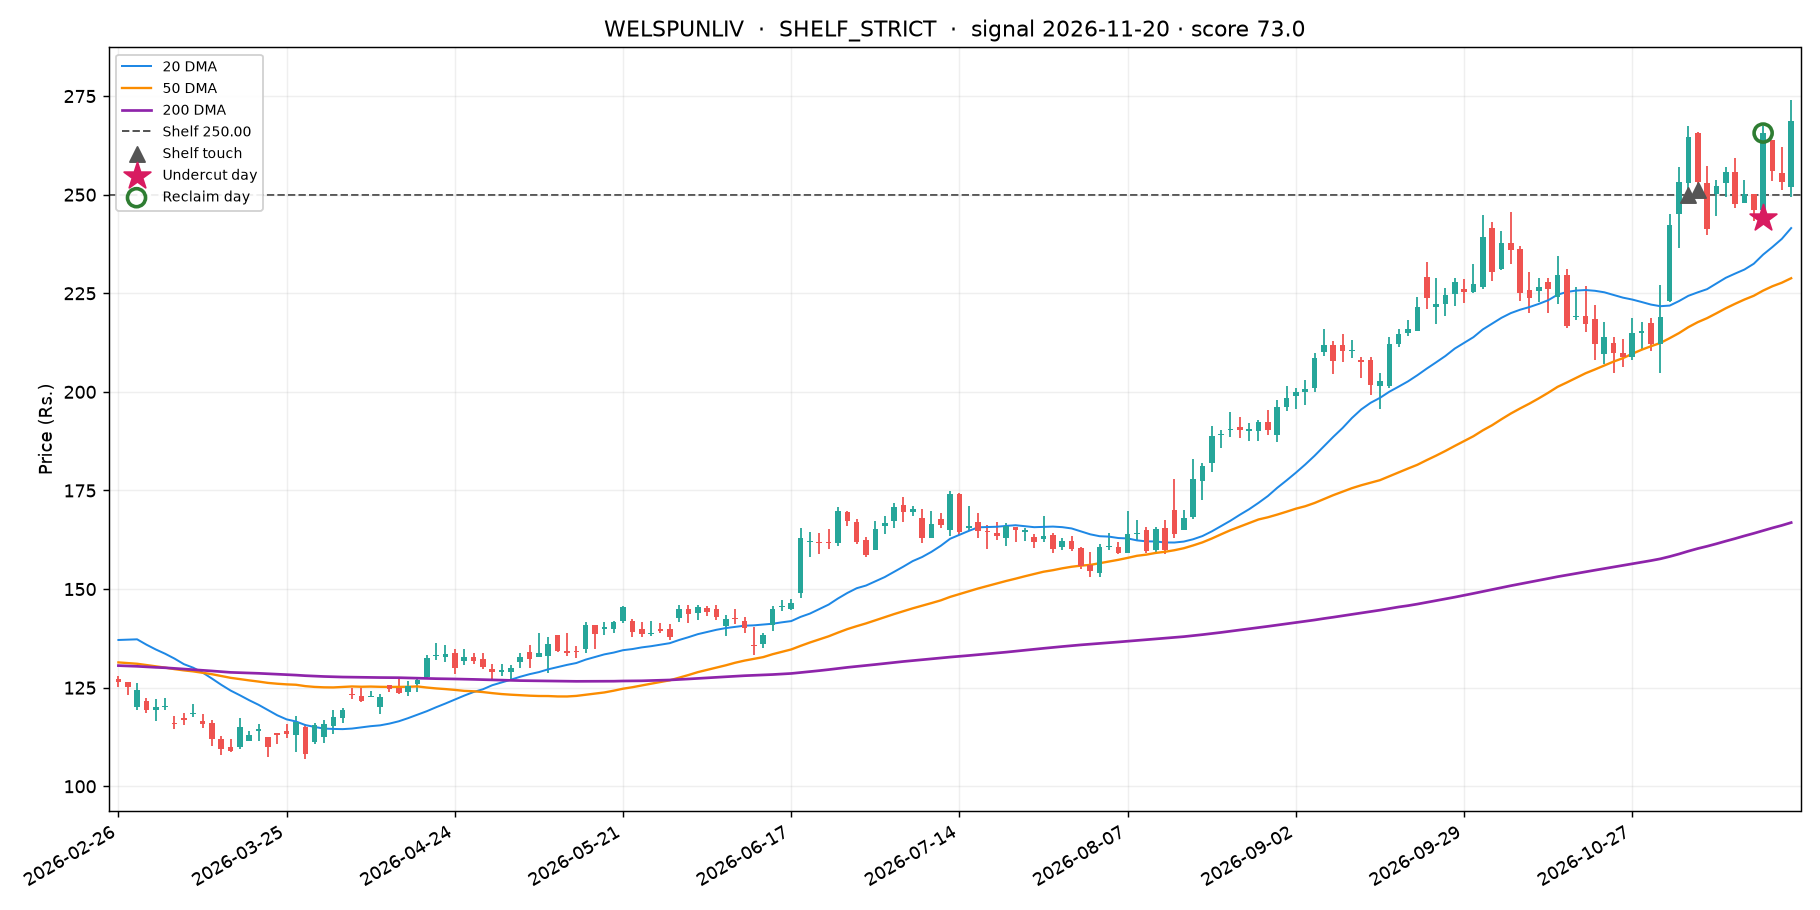 WELSPUNLIV · SHELF_STRICT · signal 2026-11-20 · score 73.0
20 DMA
50 DMA
200 DMA
Shelf 250.00
Shelf touch
Undercut day
Reclaim day
Price (Rs.)
275
250
225
200
175
150
125
100
2026-02-26
2026-03-25
2026-04-24
2026-05-21
2026-06-17
2026-07-14
2026-08-07
2026-09-02
2026-09-29
2026-10-27